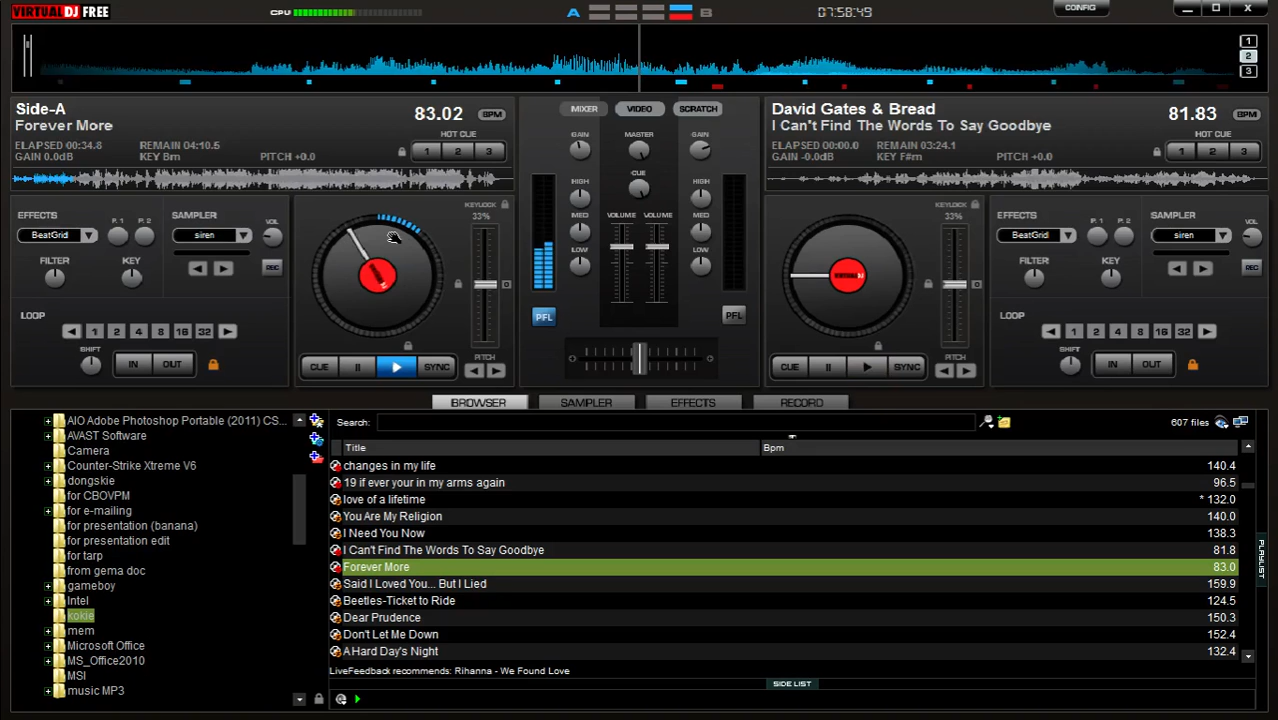 VIRTUAL DJ FREE
CPU
A B
07:58:49
CONFIG
1
2
3
Side-A
Forever More
83.02 BPM
ELAPSED 00:34.8 REMAIN 04:10.5
GAIN 0.0dB KEY Bm PITCH +0.0
HOT CUE
1 2 3
MIXER VIDEO SCRATCH
GAIN MASTER GAIN
HIGH CUE HIGH
MED VOLUME VOLUME MED
LOW LOW
PFL PFL
David Gates & Bread
I Can't Find The Words To Say Goodbye
81.83 BPM
ELAPSED 00:00.0 REMAIN 03:24.1
GAIN -0.0dB KEY F#m PITCH +0.0
HOT CUE
1 2 3
EFFECTS P. 1 P. 2 SAMPLER VOL
BeatGrid siren
FILTER KEY REC
LOOP
1 2 4 8 16 32
SHIFT IN OUT
KEYLOCK
33%
0
PITCH
CUE SYNC
KEYLOCK
33%
0
PITCH
CUE SYNC
EFFECTS P. 1 P. 2 SAMPLER VOL
BeatGrid siren
FILTER KEY REC
LOOP
1 2 4 8 16 32
SHIFT IN OUT
BROWSER SAMPLER EFFECTS RECORD
AIO Adobe Photoshop Portable (2011) CS...
AVAST Software
Camera
Counter-Strike Xtreme V6
dongskie
for CBOVPM
for e-mailing
for presentation (banana)
for presentation edit
for tarp
from gema doc
gameboy
Intel
kokie
mem
Microsoft Office
MS_Office2010
MSI
music MP3
Search: 607 files
Title Bpm
changes in my life 140.4
19 if ever your in my arms again 96.5
love of a lifetime * 132.0
You Are My Religion 140.0
I Need You Now 138.3
I Can't Find The Words To Say Goodbye 81.8
Forever More 83.0
Said I Loved You... But I Lied 159.9
Beetles-Ticket to Ride 124.5
Dear Prudence 150.3
Don't Let Me Down 152.4
A Hard Day's Night 132.4
LiveFeedback recommends: Rihanna - We Found Love
SIDE LIST
PLAYLIST